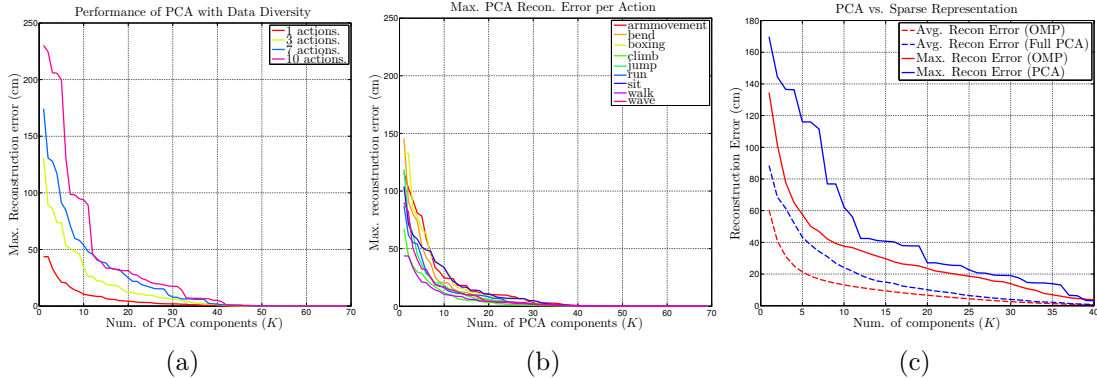 Performance of PCA with Data Diversity
1 actions.
3 actions.
7 actions.
10 actions.
Max. Reconstruction error (cm)
250
200
150
100
50
0
0 10 20 30 40 50 60 70
Num. of PCA components (K)
(a)
Max. PCA Recon. Error per Action
armmovement
bend
boxing
climb
jump
run
sit
walk
wave
Max. reconstruction error (cm)
250
200
150
100
50
0
0 10 20 30 40 50 60 70
Num. of PCA components (K)
(b)
PCA vs. Sparse Representation
Avg. Recon Error (OMP)
Avg. Recon Error (Full PCA)
Max. Recon Error (OMP)
Max. Recon Error (PCA)
Reconstruction Error (cm)
180
160
140
120
100
80
60
40
20
0
0 5 10 15 20 25 30 35 40
Num. of components (K)
(c)